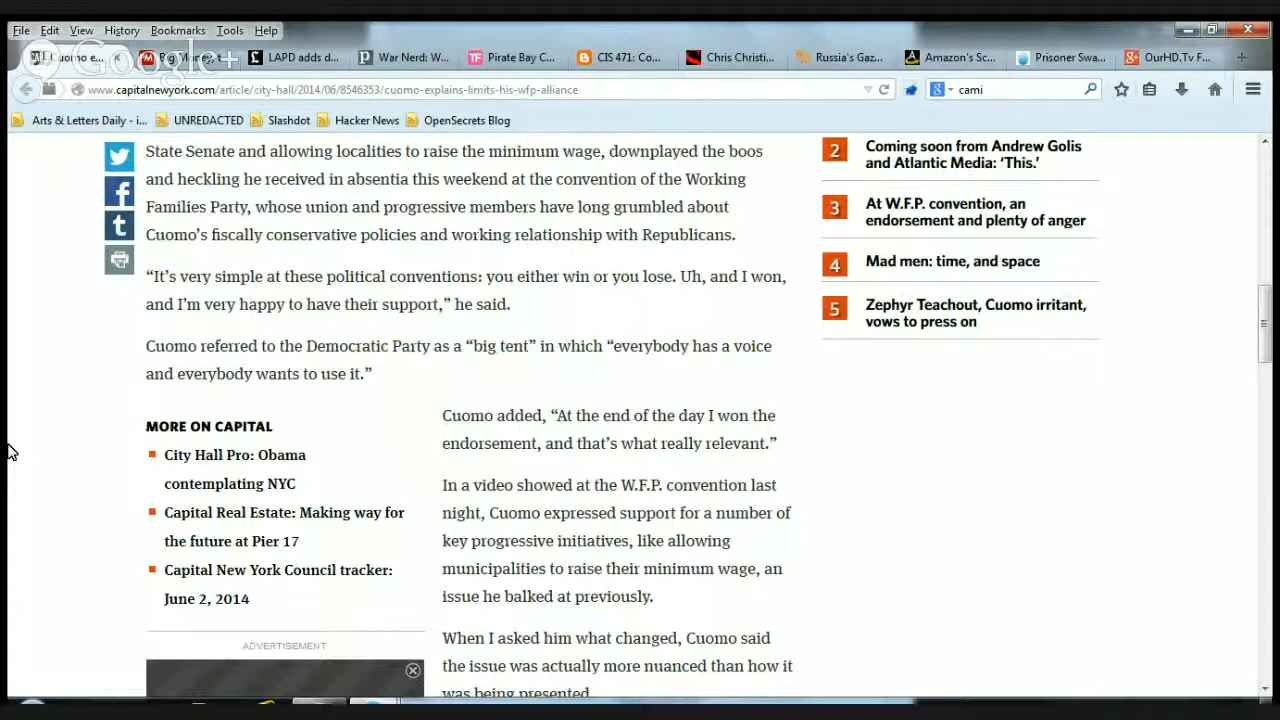 File Edit View History Bookmarks Tools Help
Google+
Cuomo e... Big Money t LAPD adds d... War Nerd: W... Pirate Bay C... CIS 471: Co... Chris Christi... Russia's Gaz... Amazon's Sc... Prisoner Swa... OurHD.Tv F...
www.capitalnewyork.com/article/city-hall/2014/06/8546353/cuomo-explains-limits-his-wfp-alliance
cami
Arts & Letters Daily - i... UNREDACTED Slashdot Hacker News OpenSecrets Blog
State Senate and allowing localities to raise the minimum wage, downplayed the boos
and heckling he received in absentia this weekend at the convention of the Working
Families Party, whose union and progressive members have long grumbled about
Cuomo's fiscally conservative policies and working relationship with Republicans.
“It's very simple at these political conventions: you either win or you lose. Uh, and I won,
and I'm very happy to have their support,” he said.
Cuomo referred to the Democratic Party as a “big tent” in which “everybody has a voice
and everybody wants to use it.”
MORE ON CAPITAL
City Hall Pro: Obama
contemplating NYC
Capital Real Estate: Making way for
the future at Pier 17
Capital New York Council tracker:
June 2, 2014
ADVERTISEMENT
Cuomo added, “At the end of the day I won the
endorsement, and that's what really relevant.”
In a video showed at the W.F.P. convention last
night, Cuomo expressed support for a number of
key progressive initiatives, like allowing
municipalities to raise their minimum wage, an
issue he balked at previously.
When I asked him what changed, Cuomo said
the issue was actually more nuanced than how it
was being presented.
2 Coming soon from Andrew Golis
and Atlantic Media: ‘This.’
3 At W.F.P. convention, an
endorsement and plenty of anger
4 Mad men: time, and space
5 Zephyr Teachout, Cuomo irritant,
vows to press on